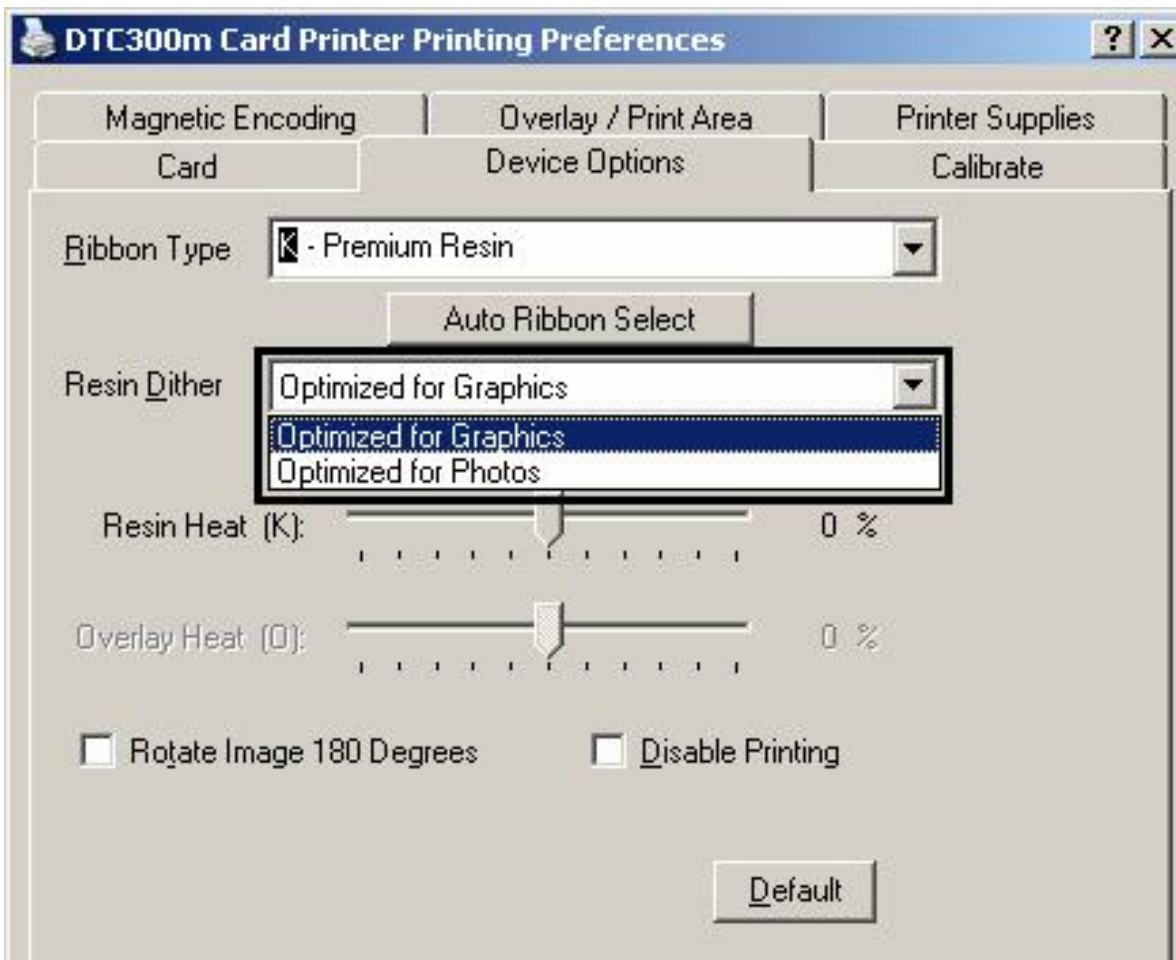 DTC300m Card Printer Printing Preferences
Magnetic Encoding
Overlay / Print Area
Printer Supplies
Card
Device Options
Calibrate
Ribbon Type
K - Premium Resin
Auto Ribbon Select
Resin Dither
Optimized for Graphics
Optimized for Graphics
Optimized for Photos
Resin Heat (K):
0 %
Overlay Heat (O):
0 %
Rotate Image 180 Degrees
Disable Printing
Default